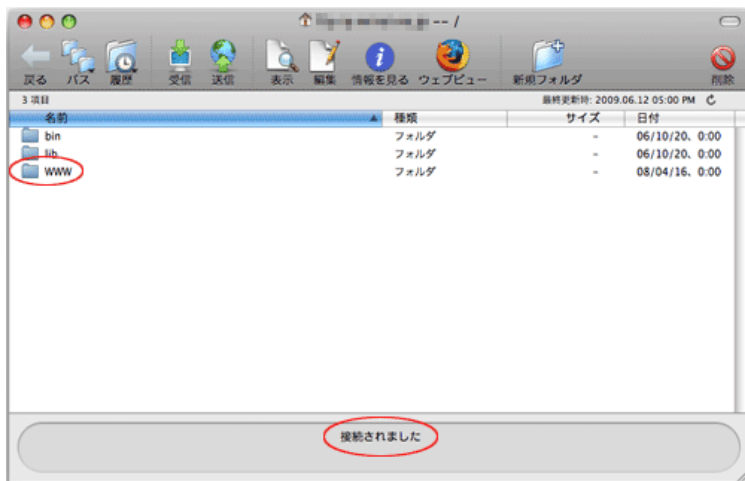 -- /
戻る パス 履歴 受信 送信 表示 編集 情報を見る ウェブビュー 新規フォルダ 削除
3 項目 最終更新時: 2009.06.12 05:00 PM
名前 種類 サイズ 日付
bin フォルダ - 06/10/20、0:00
lib フォルダ - 06/10/20、0:00
WWW フォルダ - 08/04/16、0:00
接続されました